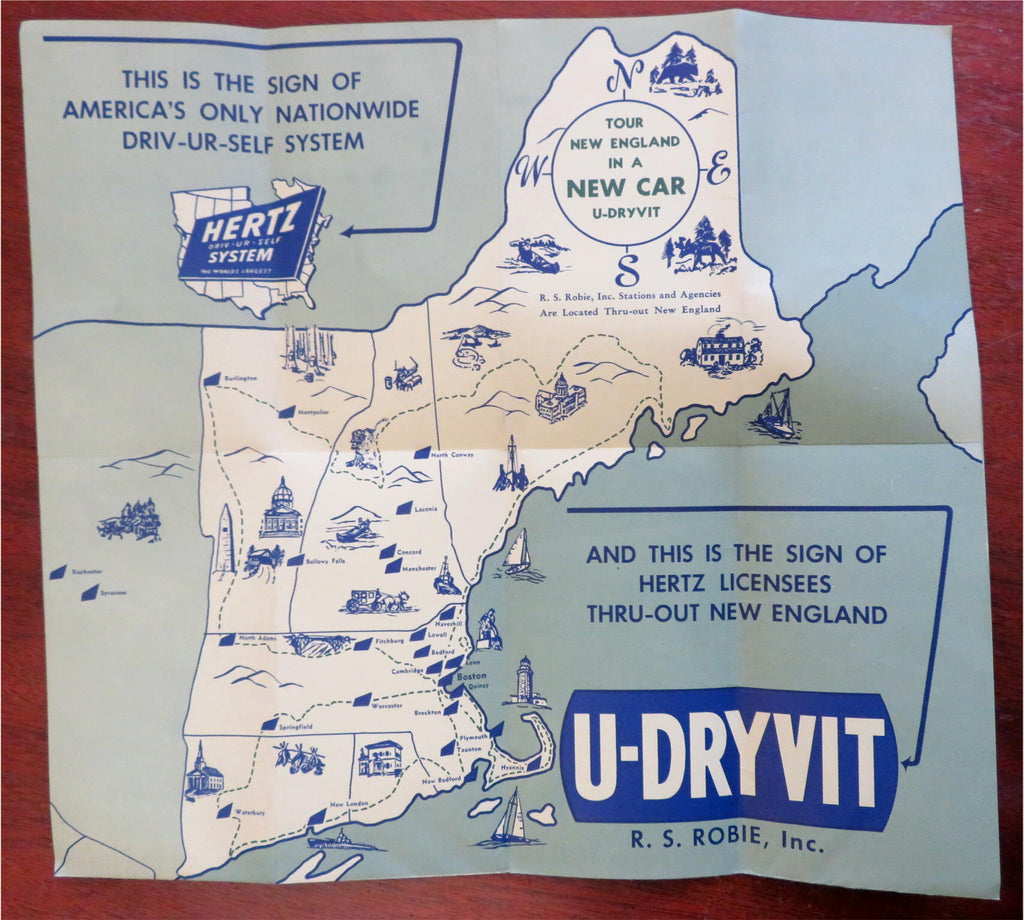 THIS IS THE SIGN OF
AMERICA'S ONLY NATIONWIDE
DRIV-UR-SELF SYSTEM
HERTZ
DRIV-UR-SELF
SYSTEM
THE WORLDS LARGEST
N
W
E
S
TOUR
NEW ENGLAND
IN A
NEW CAR
U-DRYVIT
R. S. Robie, Inc. Stations and Agencies
Are Located Thru-out New England
Burlington
Montpelier
North Conway
Laconia
Concord
Manchester
Bellows Falls
Rochester
Syracuse
North Adams
Fitchburg
Haverhill
Lowell
Bedford
Lynn
Cambridge
Boston
Quincy
Worcester
Brockton
Springfield
Plymouth
Taunton
Hyannis
New Bedford
New London
Waterbury
AND THIS IS THE SIGN OF
HERTZ LICENSEES
THRU-OUT NEW ENGLAND
U-DRYVIT
R. S. ROBIE, Inc.